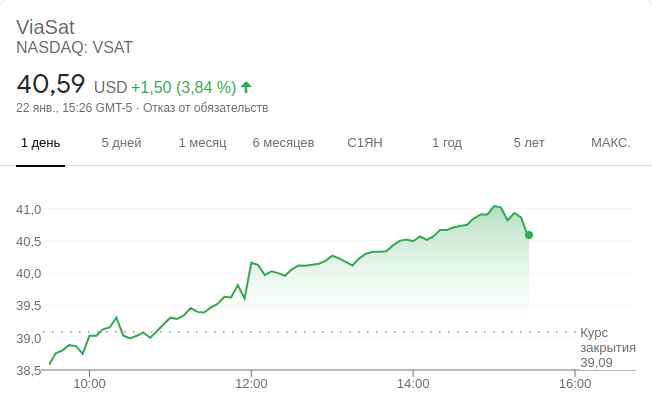 ViaSat
NASDAQ: VSAT
40,59 USD +1,50 (3,84 %)
22 янв., 15:26 GMT-5 · Отказ от обязательств
1 день 5 дней 1 месяц 6 месяцев С1ЯН 1 год 5 лет МАКС.
41,0
40,5
40,0
39,5
39,0
38,5
Курс
закрытия
39,09
10:00 12:00 14:00 16:00